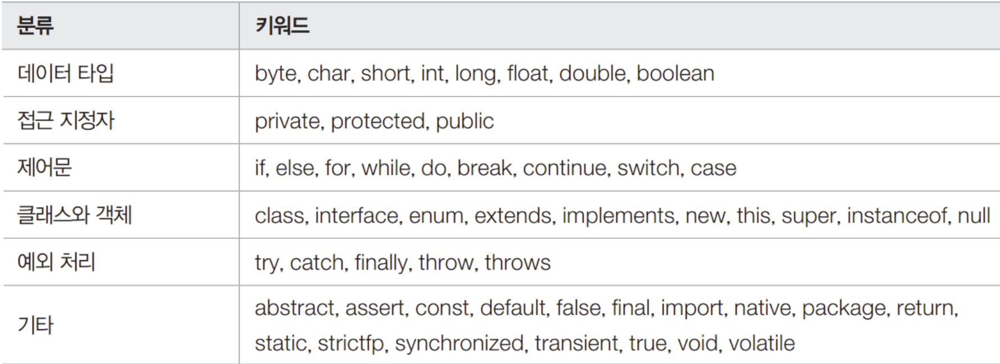 분류 키워드
데이터 타입 byte, char, short, int, long, float, double, boolean
접근 지정자 private, protected, public
제어문 if, else, for, while, do, break, continue, switch, case
클래스와 객체 class, interface, enum, extends, implements, new, this, super, instanceof, null
예외 처리 try, catch, finally, throw, throws
기타 abstract, assert, const, default, false, final, import, native, package, return,
static, strictfp, synchronized, transient, true, void, volatile